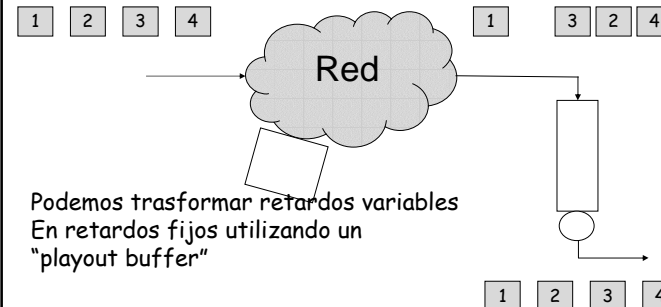 1 2 3 4
1 3 2 4
Red
Podemos trasformar retardos variables
En retardos fijos utilizando un
"playout buffer"
1 2 3 4